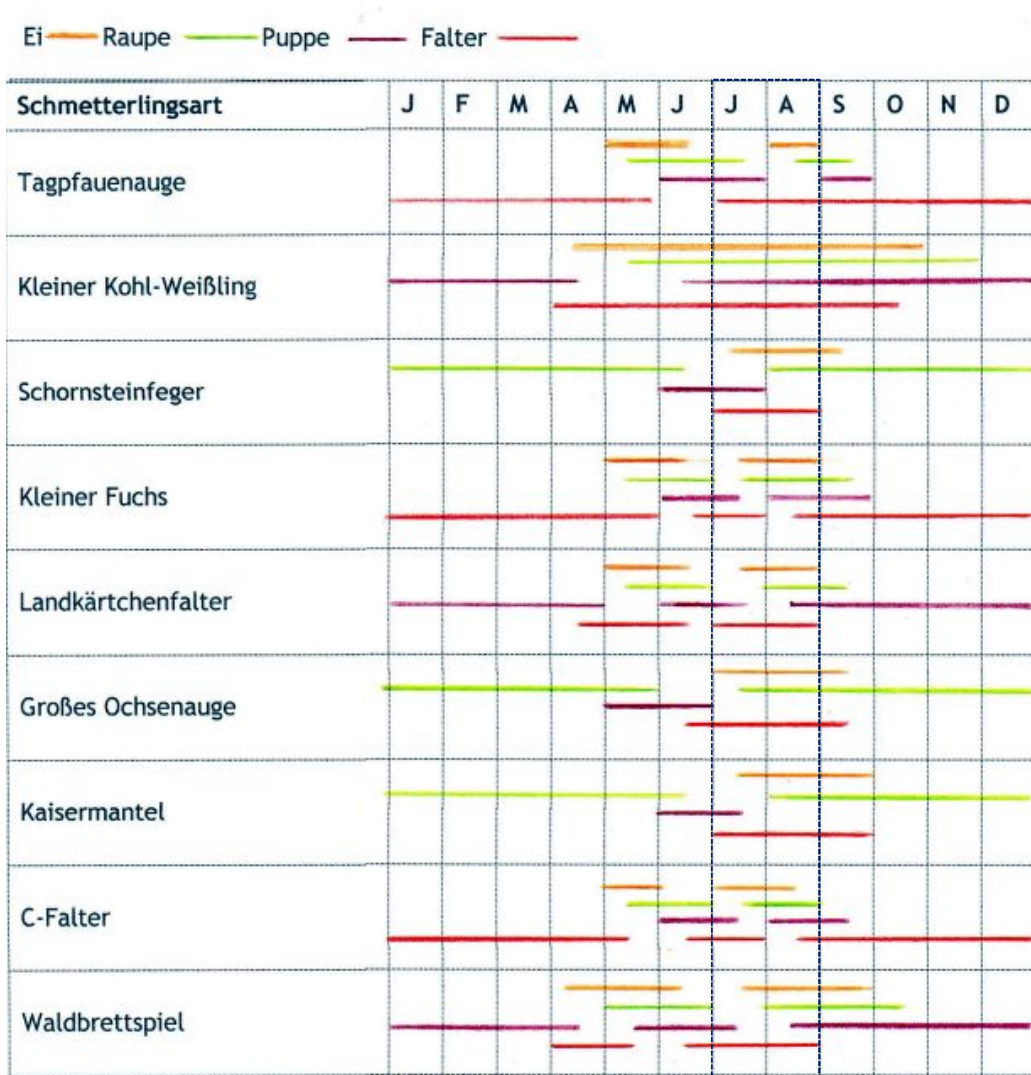 Ei Raupe Puppe Falter
Schmetterlingsart J F M A M J J A S O N D
Tagpfauenauge
Kleiner Kohl-Weißling
Schornsteinfeger
Kleiner Fuchs
Landkärtchenfalter
Großes Ochsenauge
Kaisermantel
C-Falter
Waldbrettspiel